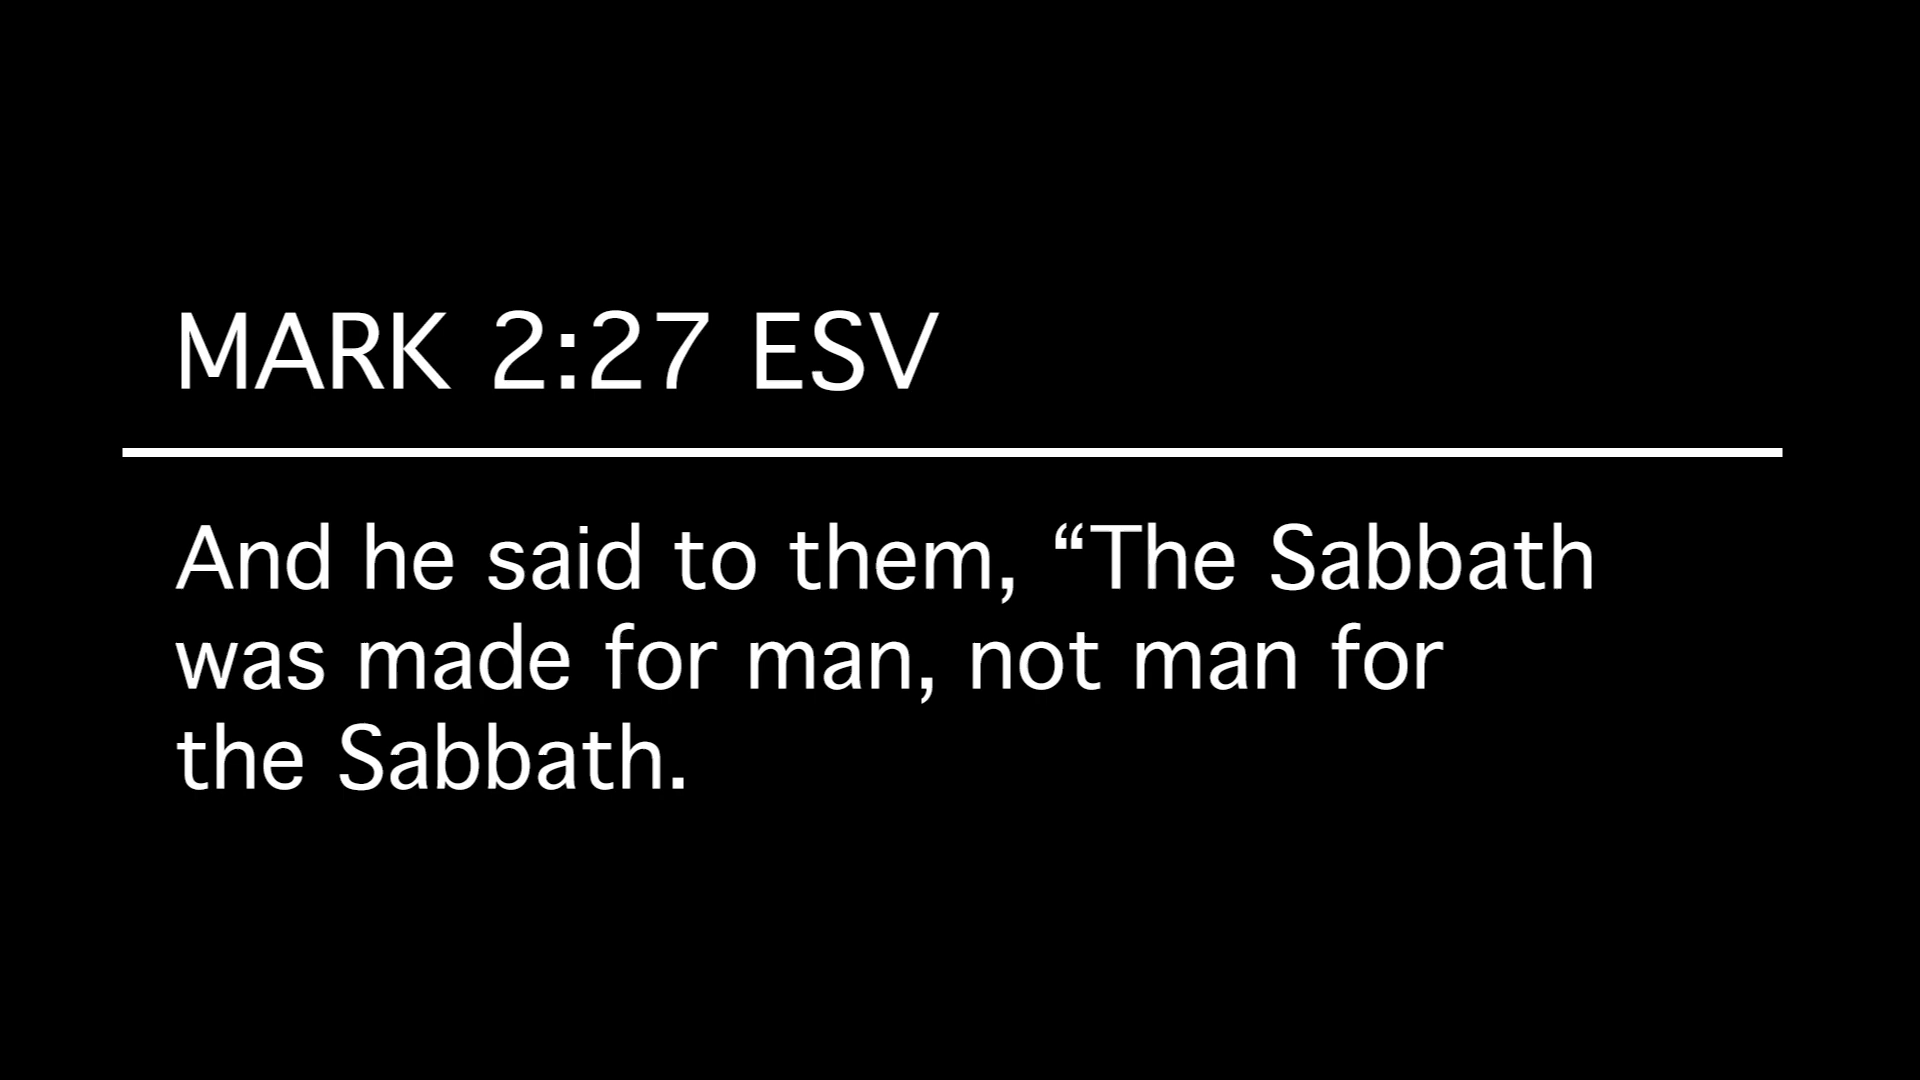 MARK 2:27 ESV
And he said to them, “The Sabbath
was made for man, not man for
the Sabbath.